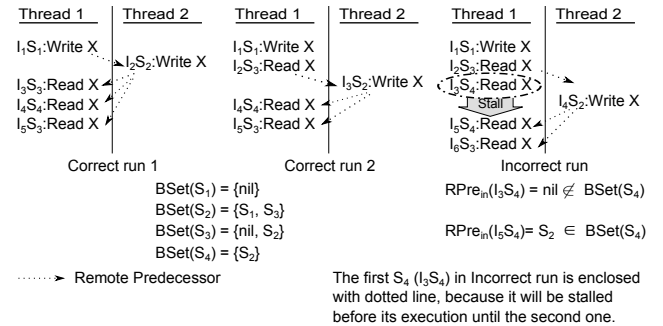 Thread 1 Thread 2
I₁S₁:Write X
I₂S₂:Write X
I₃S₃:Read X
I₄S₄:Read X
I₅S₃:Read X
Correct run 1
Thread 1 Thread 2
I₁S₁:Write X
I₂S₃:Read X
I₃S₂:Write X
I₄S₄:Read X
I₅S₃:Read X
Correct run 2
Thread 1 Thread 2
I₁S₁:Write X
I₂S₃:Read X
I₃S₄:Read X
Stall
I₄S₂:Write X
I₅S₄:Read X
I₆S₃:Read X
Incorrect run
BSet(S₁) = {nil}
BSet(S₂) = {S₁, S₃}
BSet(S₃) = {nil, S₂}
BSet(S₄) = {S₂}
RPreᵢₙ(I₃S₄) = nil ∉ BSet(S₄)
RPreᵢₙ(I₅S₄)= S₂ ∈ BSet(S₄)
Remote Predecessor
The first S₄ (I₃S₄) in Incorrect run is enclosed
with dotted line, because it will be stalled
before its execution until the second one.